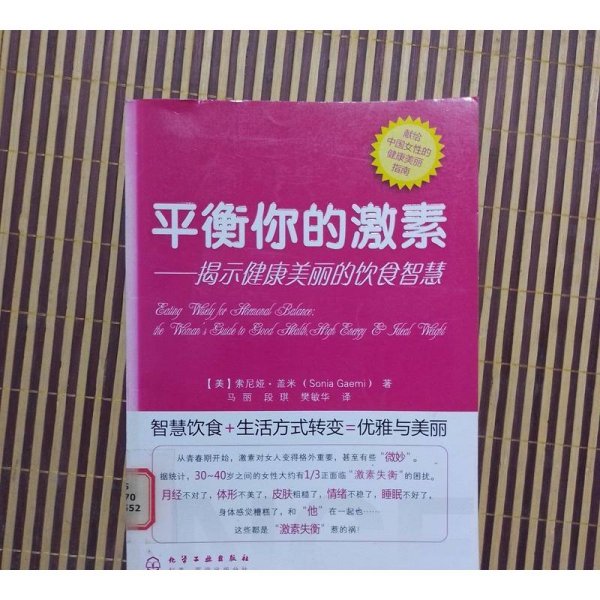 献给
中国女性的
健康美丽
指南
平衡你的激素
——揭示健康美丽的饮食智慧
Eating Wisely for Hormonal Balance:
the Woman's Guide to Good Health, High Energy & Ideal Weight
【美】索尼娅·盖米（Sonia Gaemi）著
马丽 段琪 樊敏华 译
智慧饮食+生活方式转变=优雅与美丽
从青春期开始，激素对女人变得格外重要，甚至有些“微妙”。
据统计，30~40岁之间的女性大约有1/3正面临“激素失衡”的困扰。
月经不对了，体形不美了，皮肤粗糙了，情绪不稳了，睡眠不好了，
身体感觉糟糕了，和“他”在一起也……
这些都是“激素失衡”惹的祸！
5
70
552
化学工业出版社